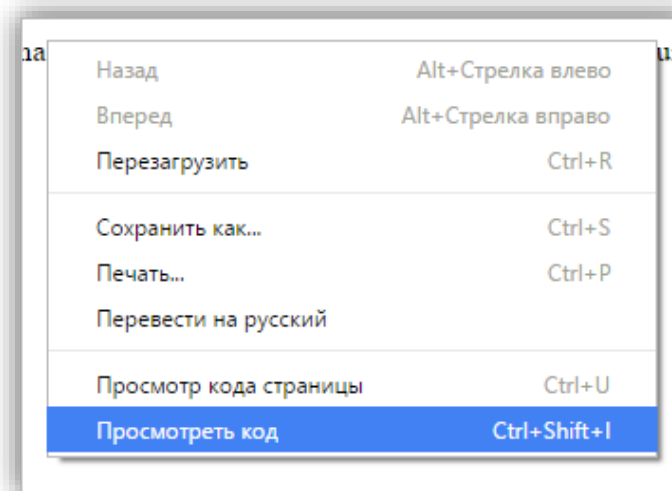 Назад Alt+Стрелка влево
Вперед Alt+Стрелка вправо
Перезагрузить Ctrl+R
Сохранить как... Ctrl+S
Печать... Ctrl+P
Перевести на русский
Просмотр кода страницы Ctrl+U
Просмотреть код Ctrl+Shift+I